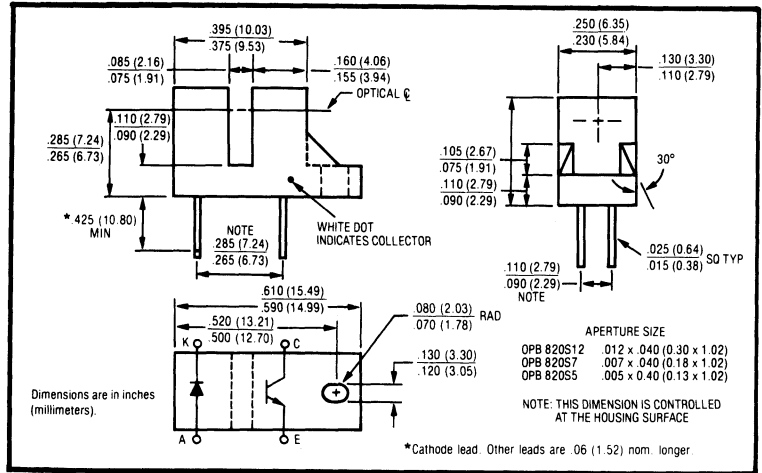 .395 (10.03)
.375 (9.53)
.085 (2.16)
.075 (1.91)
.160 (4.06)
.155 (3.94)
OPTICAL ℄
.110 (2.79)
.090 (2.29)
.285 (7.24)
.265 (6.73)
*.425 (10.80)
MIN
NOTE
.285 (7.24)
.265 (6.73)
WHITE DOT
INDICATES COLLECTOR
.250 (6.35)
.230 (5.84)
.130 (3.30)
.110 (2.79)
.105 (2.67)
.075 (1.91)
.110 (2.79)
.090 (2.29)
30°
.025 (0.64)
.015 (0.38)
SQ TYP
.110 (2.79)
.090 (2.29)
NOTE
.610 (15.49)
.590 (14.99)
.520 (13.21)
.500 (12.70)
K
C
A
E
.080 (2.03)
.070 (1.78)
RAD
.130 (3.30)
.120 (3.05)
Dimensions are in inches
(millimeters).
APERTURE SIZE
OPB 820S12 .012 x .040 (0.30 x 1.02)
OPB 820S7 .007 x .040 (0.18 x 1.02)
OPB 820S5 .005 x 0.40 (0.13 x 1.02)
NOTE: THIS DIMENSION IS CONTROLLED
AT THE HOUSING SURFACE
*Cathode lead. Other leads are .06 (1.52) nom. longer.